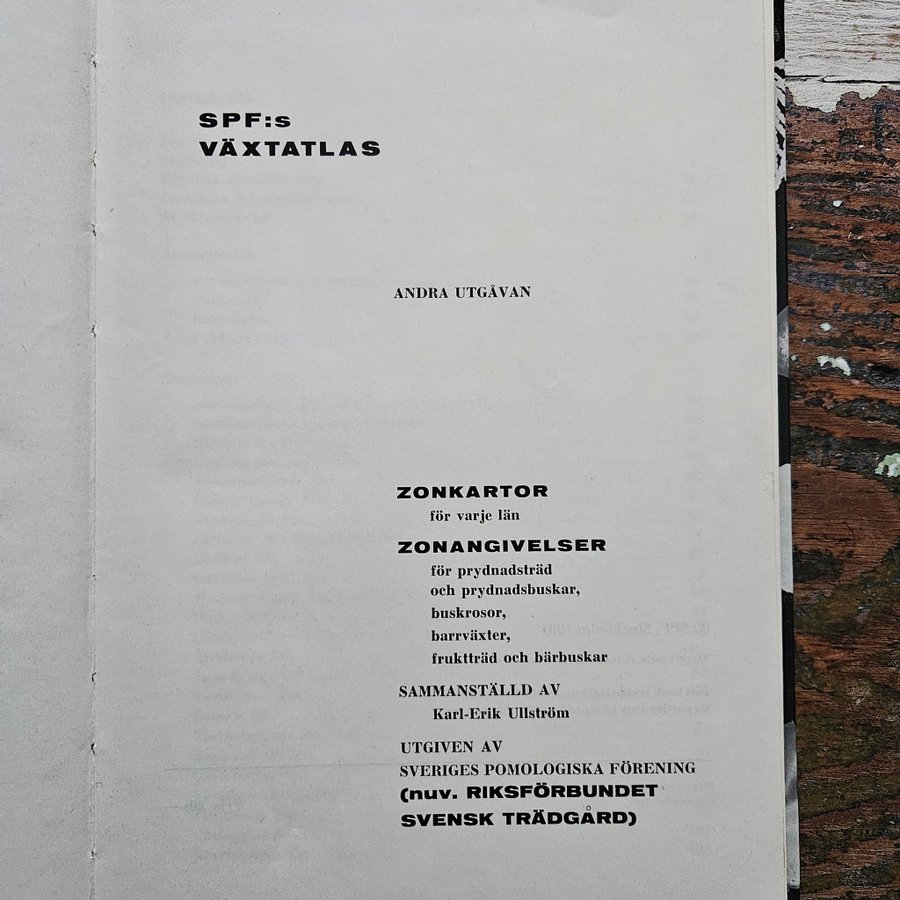 SPF:s
VÄXTATLAS
ANDRA UTGÅVAN
ZONKARTOR
för varje län
ZONANGIVELSER
för prydnadsträd
och prydnadsbuskar,
buskrosor,
barrväxter,
fruktträd och bärbuskar
SAMMANSTÄLLD AV
Karl-Erik Ullström
UTGIVEN AV
SVERIGES POMOLOGISKA FÖRENING
(nuv. RIKSFÖRBUNDET
SVENSK TRÄDGÅRD)